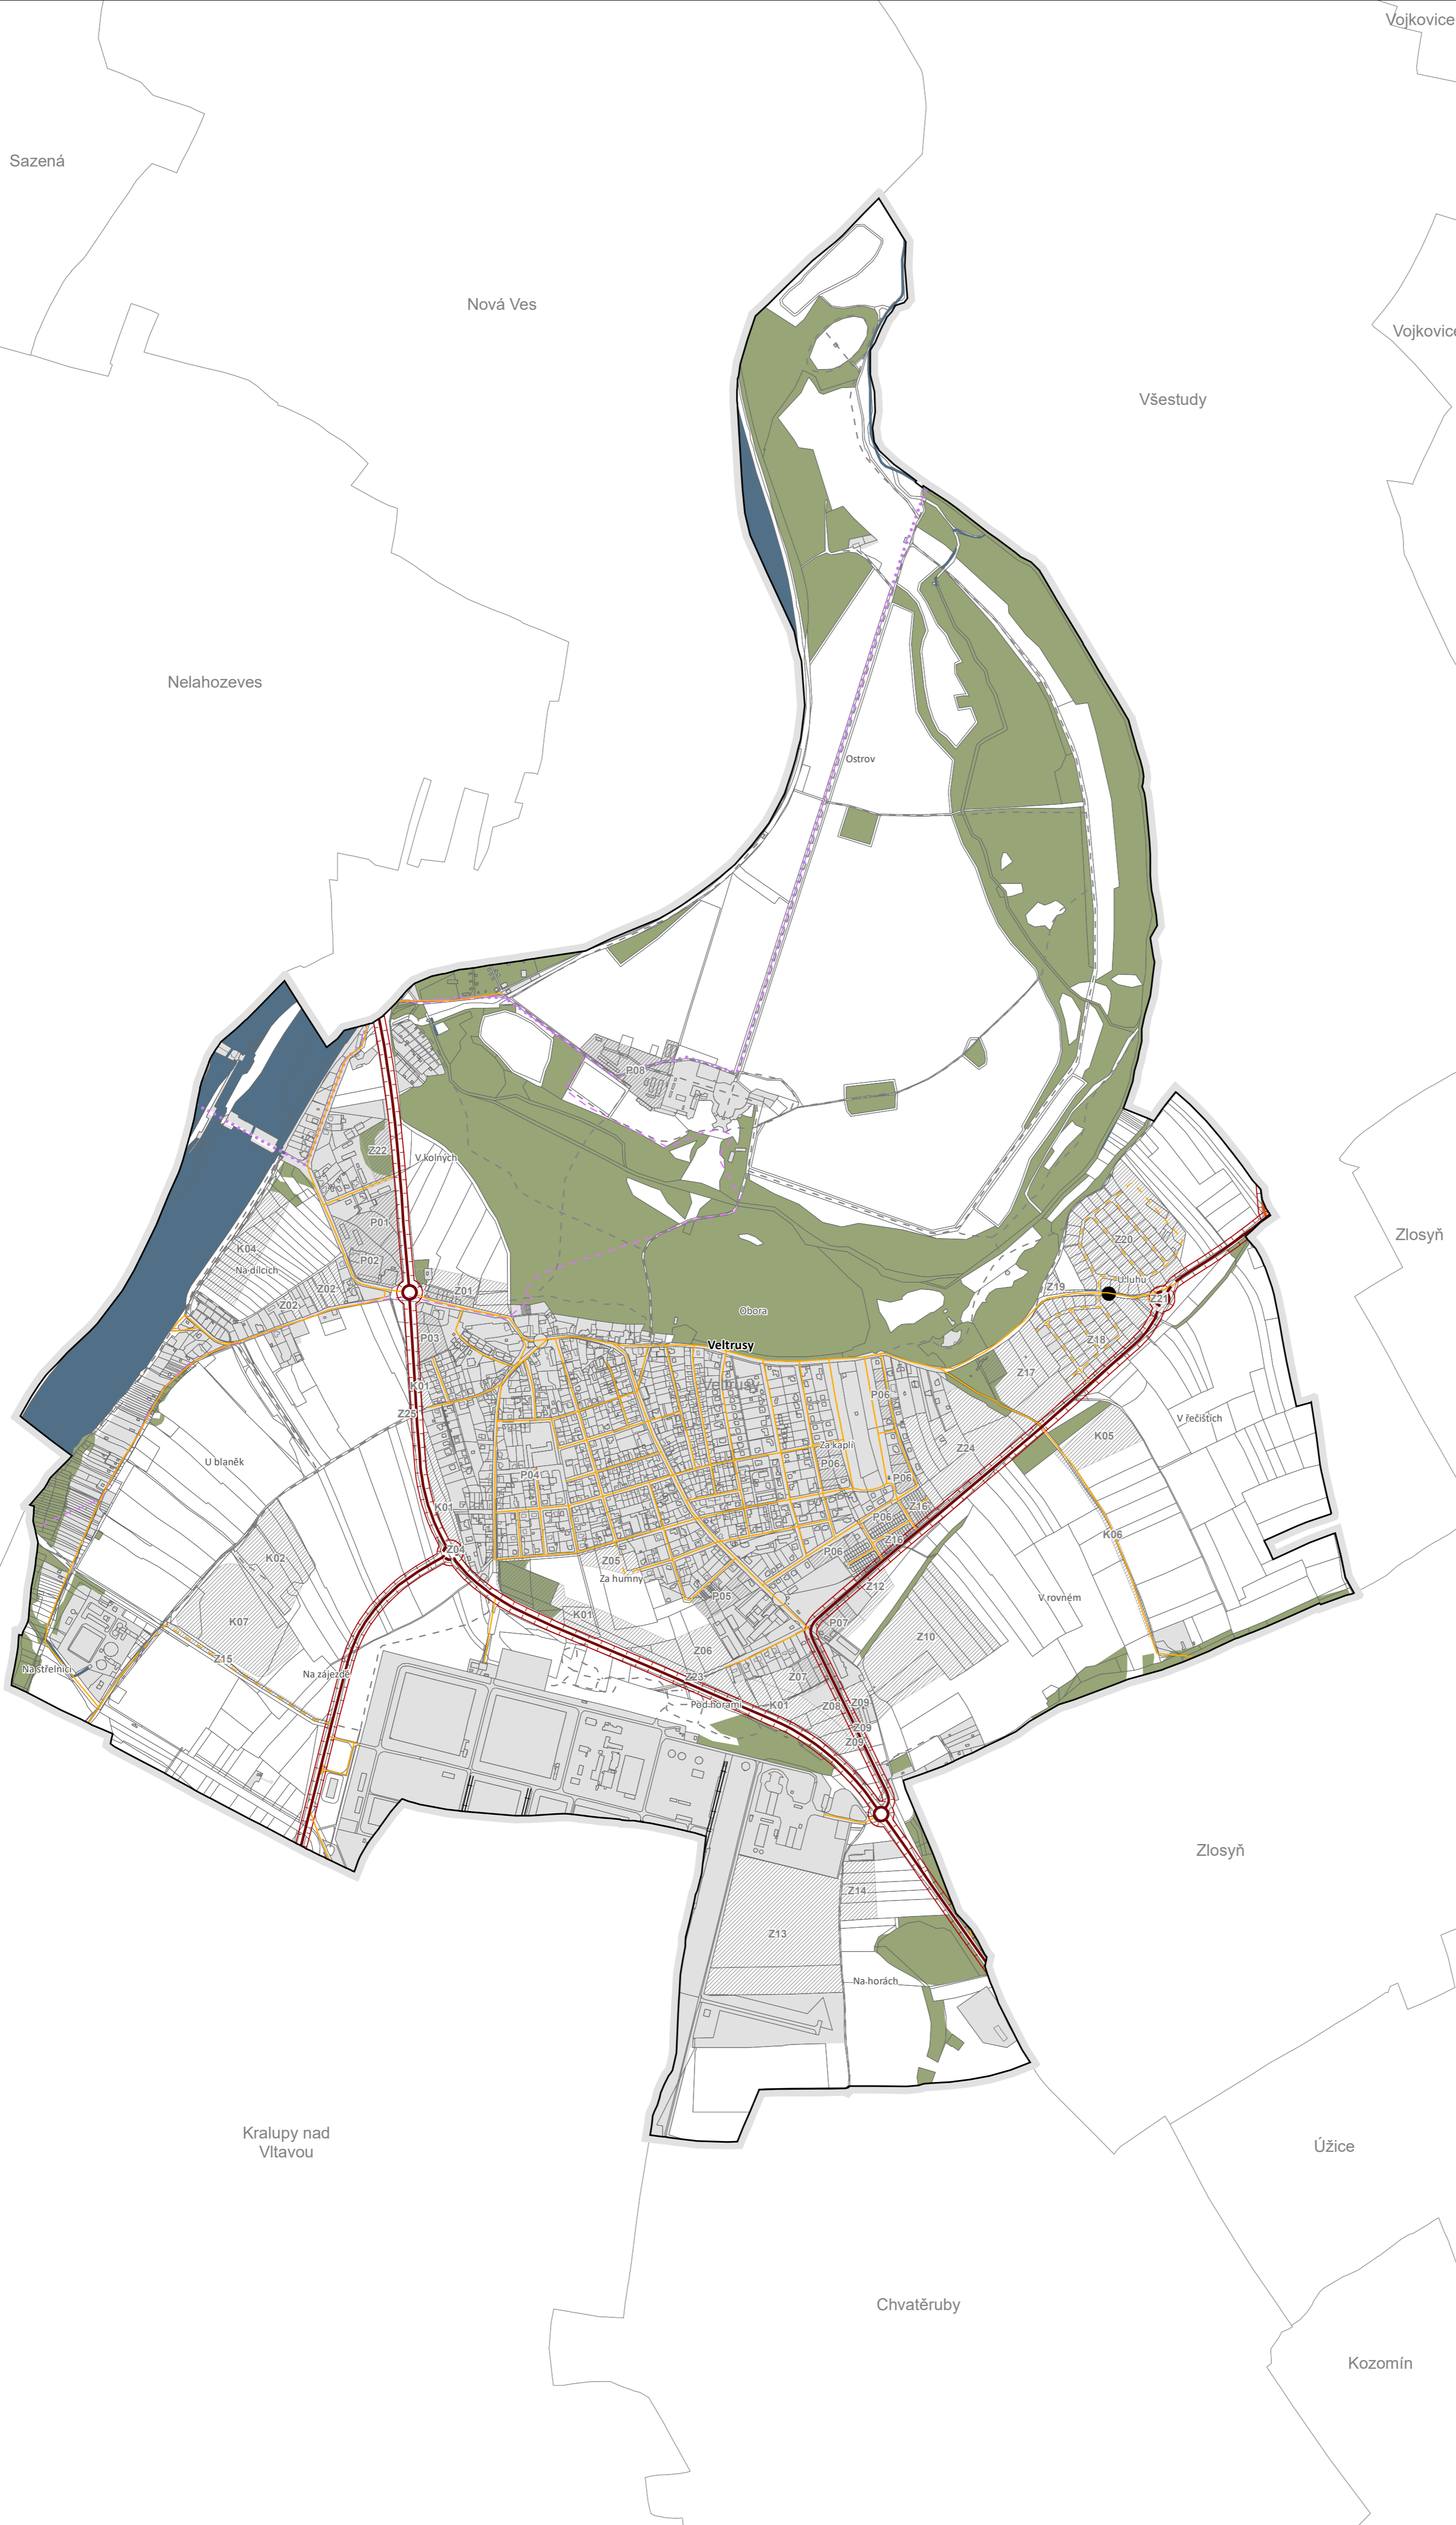 Vojkovice
Sazená
Nová Ves
Vojkovice
Všestudy
Nelahozeves
Ostrov
P08
Z22
V kolných
P01
Zlosyň
Z20
K04
P02
Na dílcích
U luhu
Z19
Z02
Z01
Z21
Z02
Obora
P03
Z18
Veltrusy
Veltrusy
Z17
K01
P06
Z25
V řečištích
K05
Za kaplí
Z24
U blaněk
P06
P04
P06
K01
Z16
P06
K06
Z16
Z04
P06
K02
Z05
Za humny
Z12
P05
V rovném
K01
K07
P07
Z10
Z06
Z15
Na střelnici
Na zájezdě
Z23
Z07
Pod horami
K01
Z08
Z09
Z09
Z09
Zlosyň
Z14
Z13
Na horách
Kralupy nad
Vltavou
Úžice
Chvatěruby
Kozomín